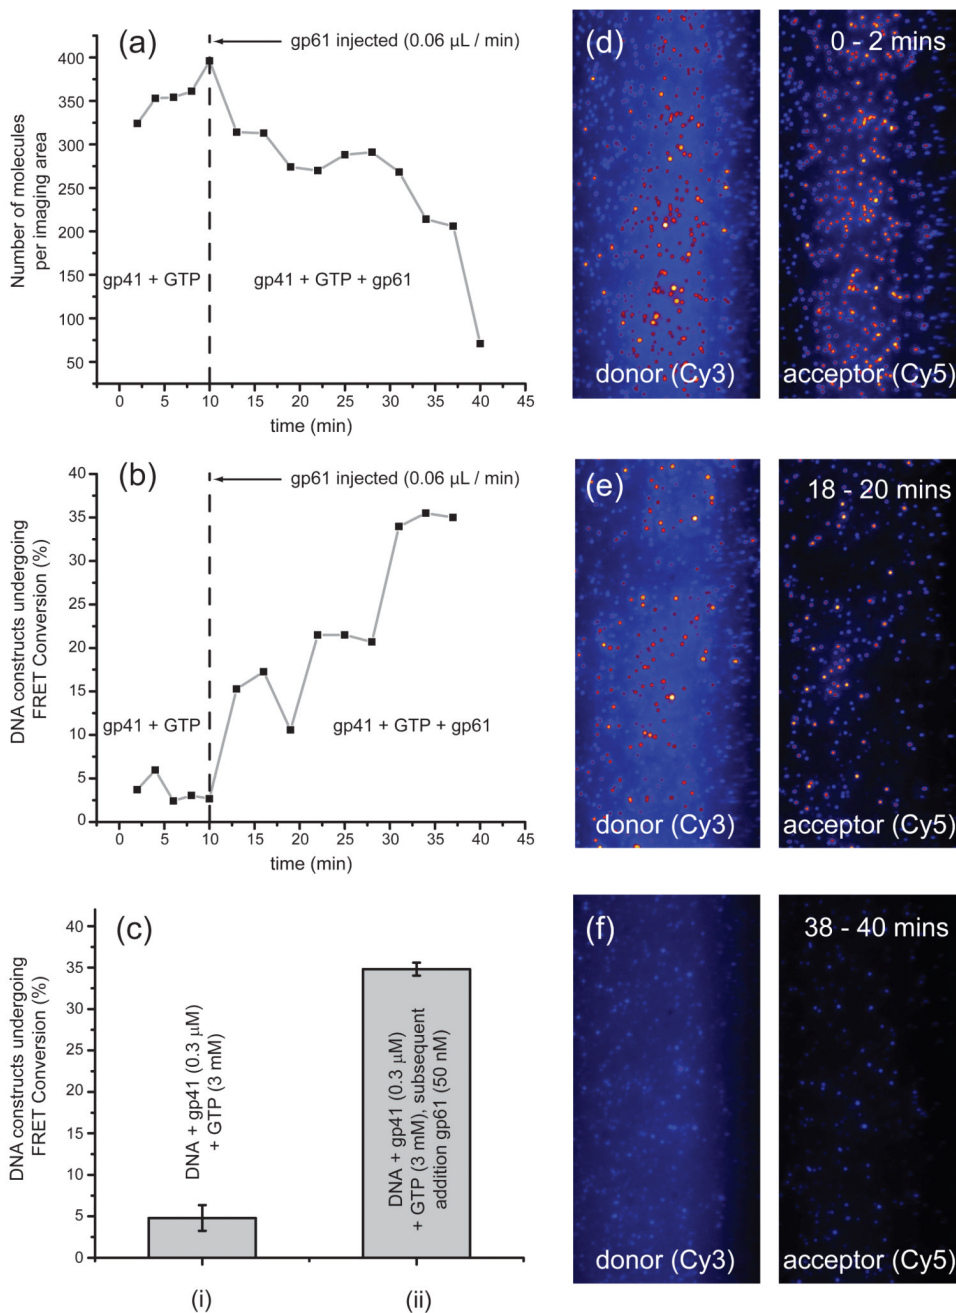 (a)
gp61 injected (0.06 µL / min)
400
350
300
250
200
150
100
50
Number of molecules
per imaging area
gp41 + GTP
gp41 + GTP + gp61
0 5 10 15 20 25 30 35 40 45
time (min)
(b)
gp61 injected (0.06 µL / min)
40
35
30
25
20
15
10
5
0
DNA constructs undergoing
FRET Conversion (%)
gp41 + GTP
gp41 + GTP + gp61
0 5 10 15 20 25 30 35 40 45
time (min)
(c)
40
35
30
25
20
15
10
5
0
DNA constructs undergoing
FRET Conversion (%)
DNA + gp41 (0.3 µM)
+ GTP (3 mM)
DNA + gp41 (0.3 µM)
+ GTP (3 mM), subsequent
addition gp61 (50 nM)
(i) (ii)
(d)
0 - 2 mins
donor (Cy3)
acceptor (Cy5)
(e)
18 - 20 mins
donor (Cy3)
acceptor (Cy5)
(f)
38 - 40 mins
donor (Cy3)
acceptor (Cy5)